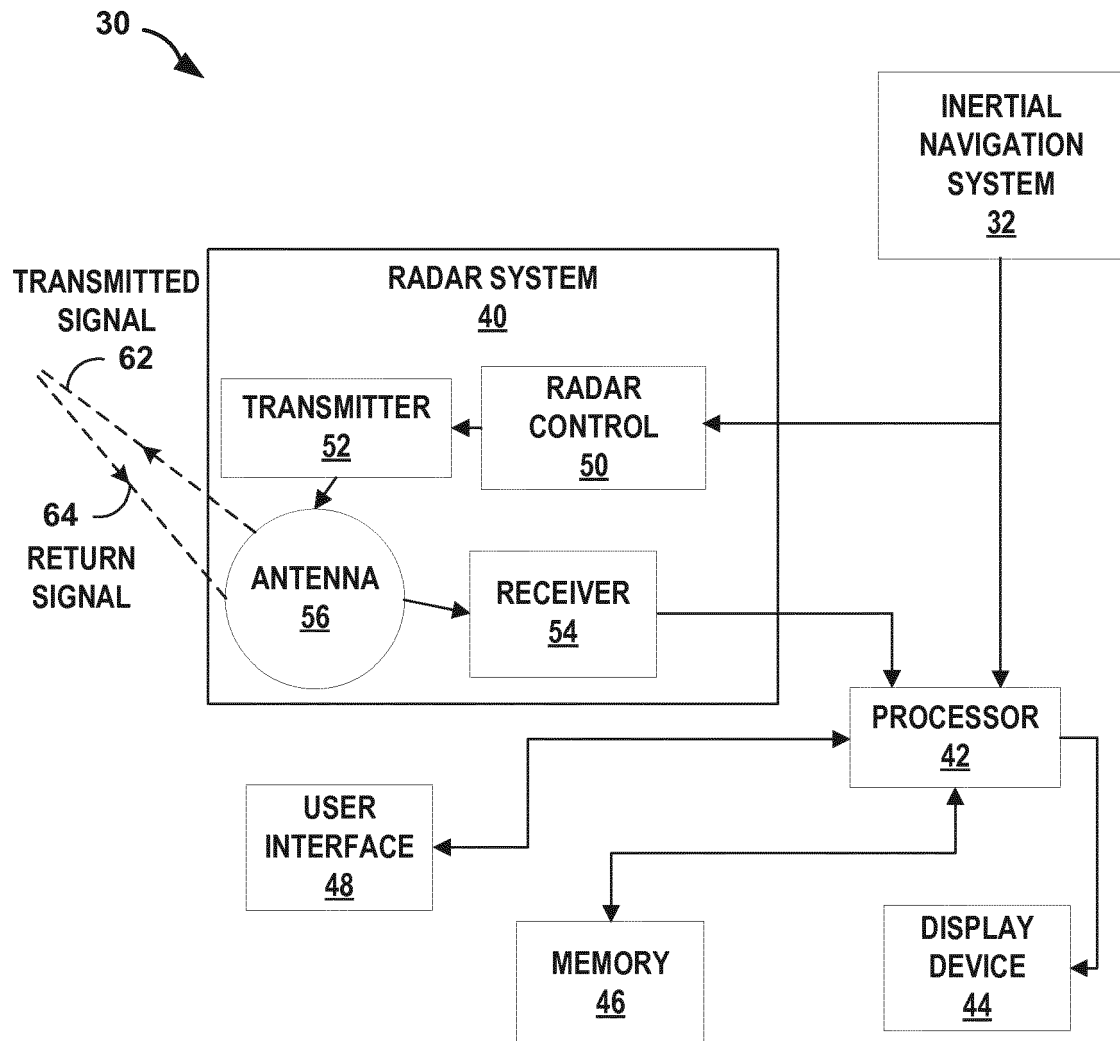 30
INERTIAL
NAVIGATION
SYSTEM
32
RADAR SYSTEM
40
TRANSMITTED
SIGNAL
62
TRANSMITTER
52
RADAR
CONTROL
50
64
RETURN
SIGNAL
ANTENNA
56
RECEIVER
54
PROCESSOR
42
USER
INTERFACE
48
MEMORY
46
DISPLAY
DEVICE
44